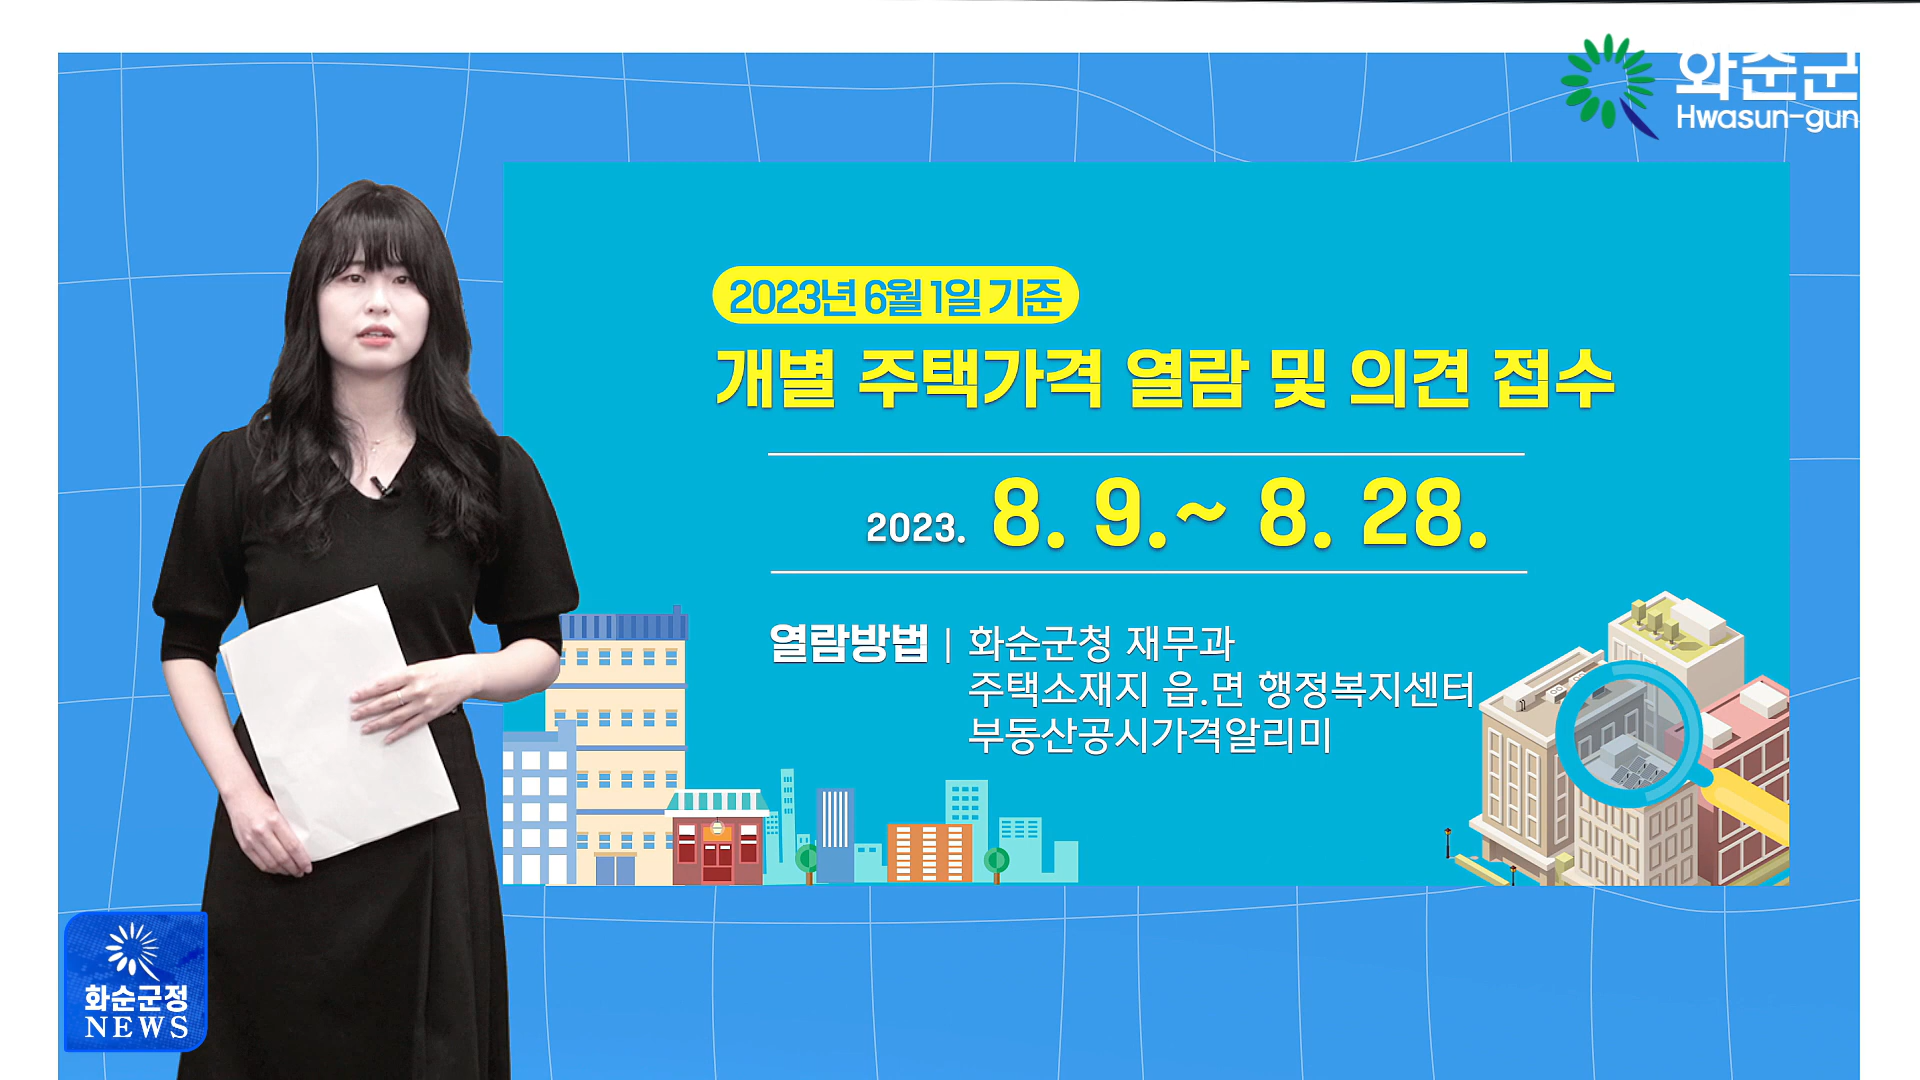 화순군
Hwasun-gun
2023년 6월 1일 기준
개별 주택가격 열람 및 의견 접수
2023. 8. 9.~ 8. 28.
열람방법 | 화순군청 재무과
주택소재지 읍.면 행정복지센터
부동산공시가격알리미
화순군정
NEWS